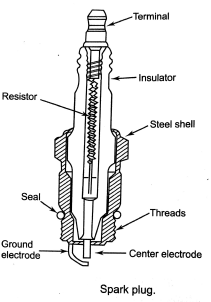 Terminal
Insulator
Resistor
Steel shell
Seal
Threads
Ground
electrode
Center electrode
Spark plug.